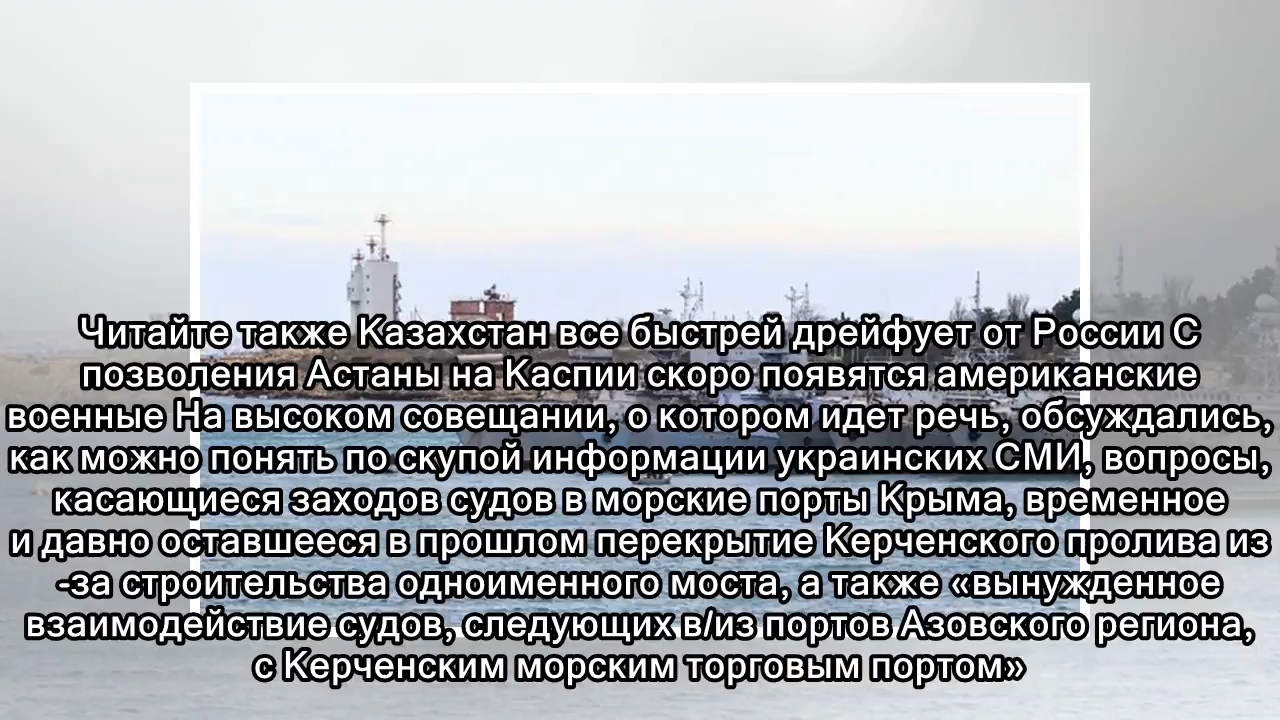 Читайте также Казахстан все быстрей дрейфует от России С
позволения Астаны на Каспии скоро появятся американские
военные На высоком совещании, о котором идет речь, обсуждались,
как можно понять по скупой информации украинских СМИ, вопросы,
касающиеся заходов судов в морские порты Крыма, временное
и давно оставшееся в прошлом перекрытие Керченского пролива из
-за строительства одноименного моста, а также «вынужденное
взаимодействие судов, следующих в/из портов Азовского региона,
с Керченским морским торговым портом»